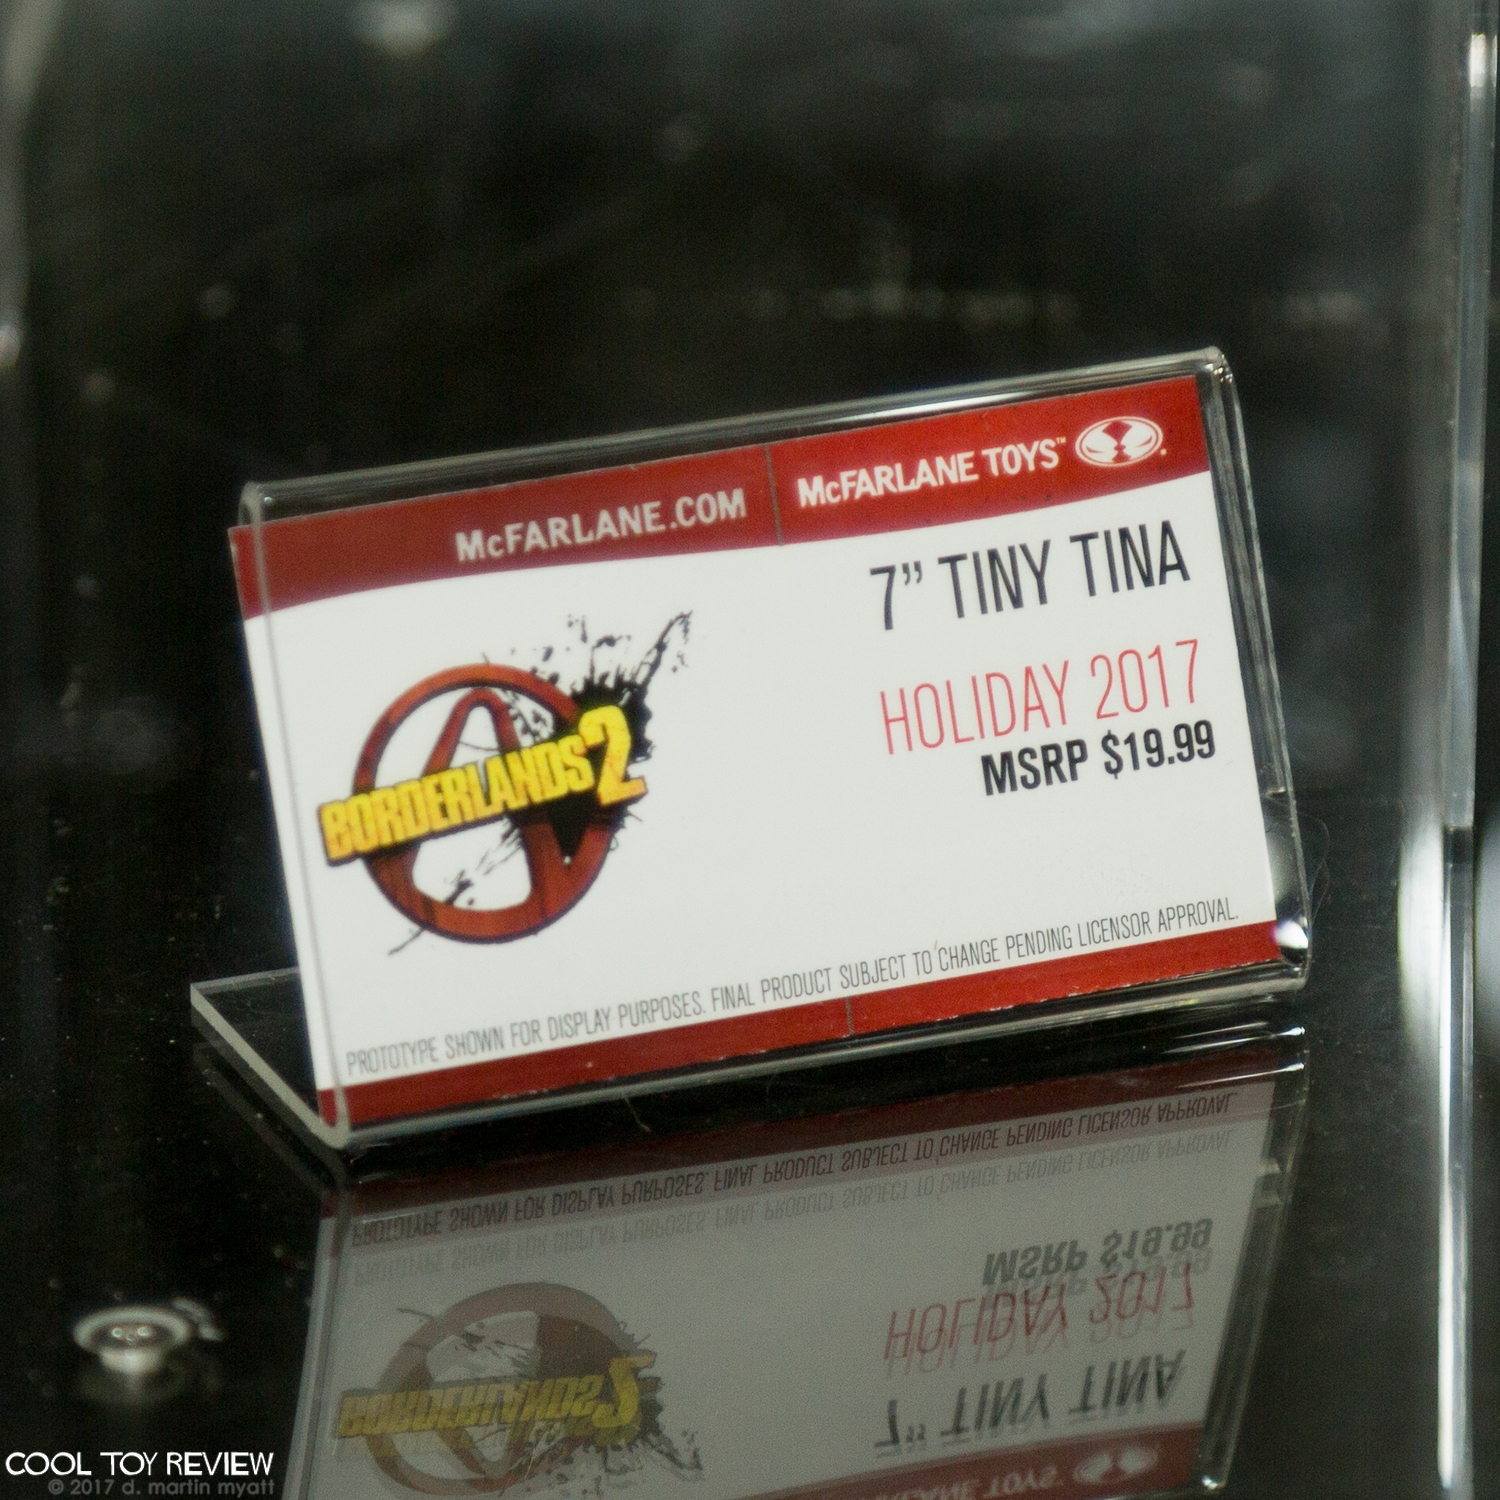 McFARLANE.COM
McFARLANE TOYS™
7” TINY TINA
HOLIDAY 2017
MSRP $19.99
BORDERLANDS 2
PROTOTYPE SHOWN FOR DISPLAY PURPOSES. FINAL PRODUCT SUBJECT TO CHANGE PENDING LICENSOR APPROVAL.
COOL TOY REVIEW
© 2017 d. martin myatt